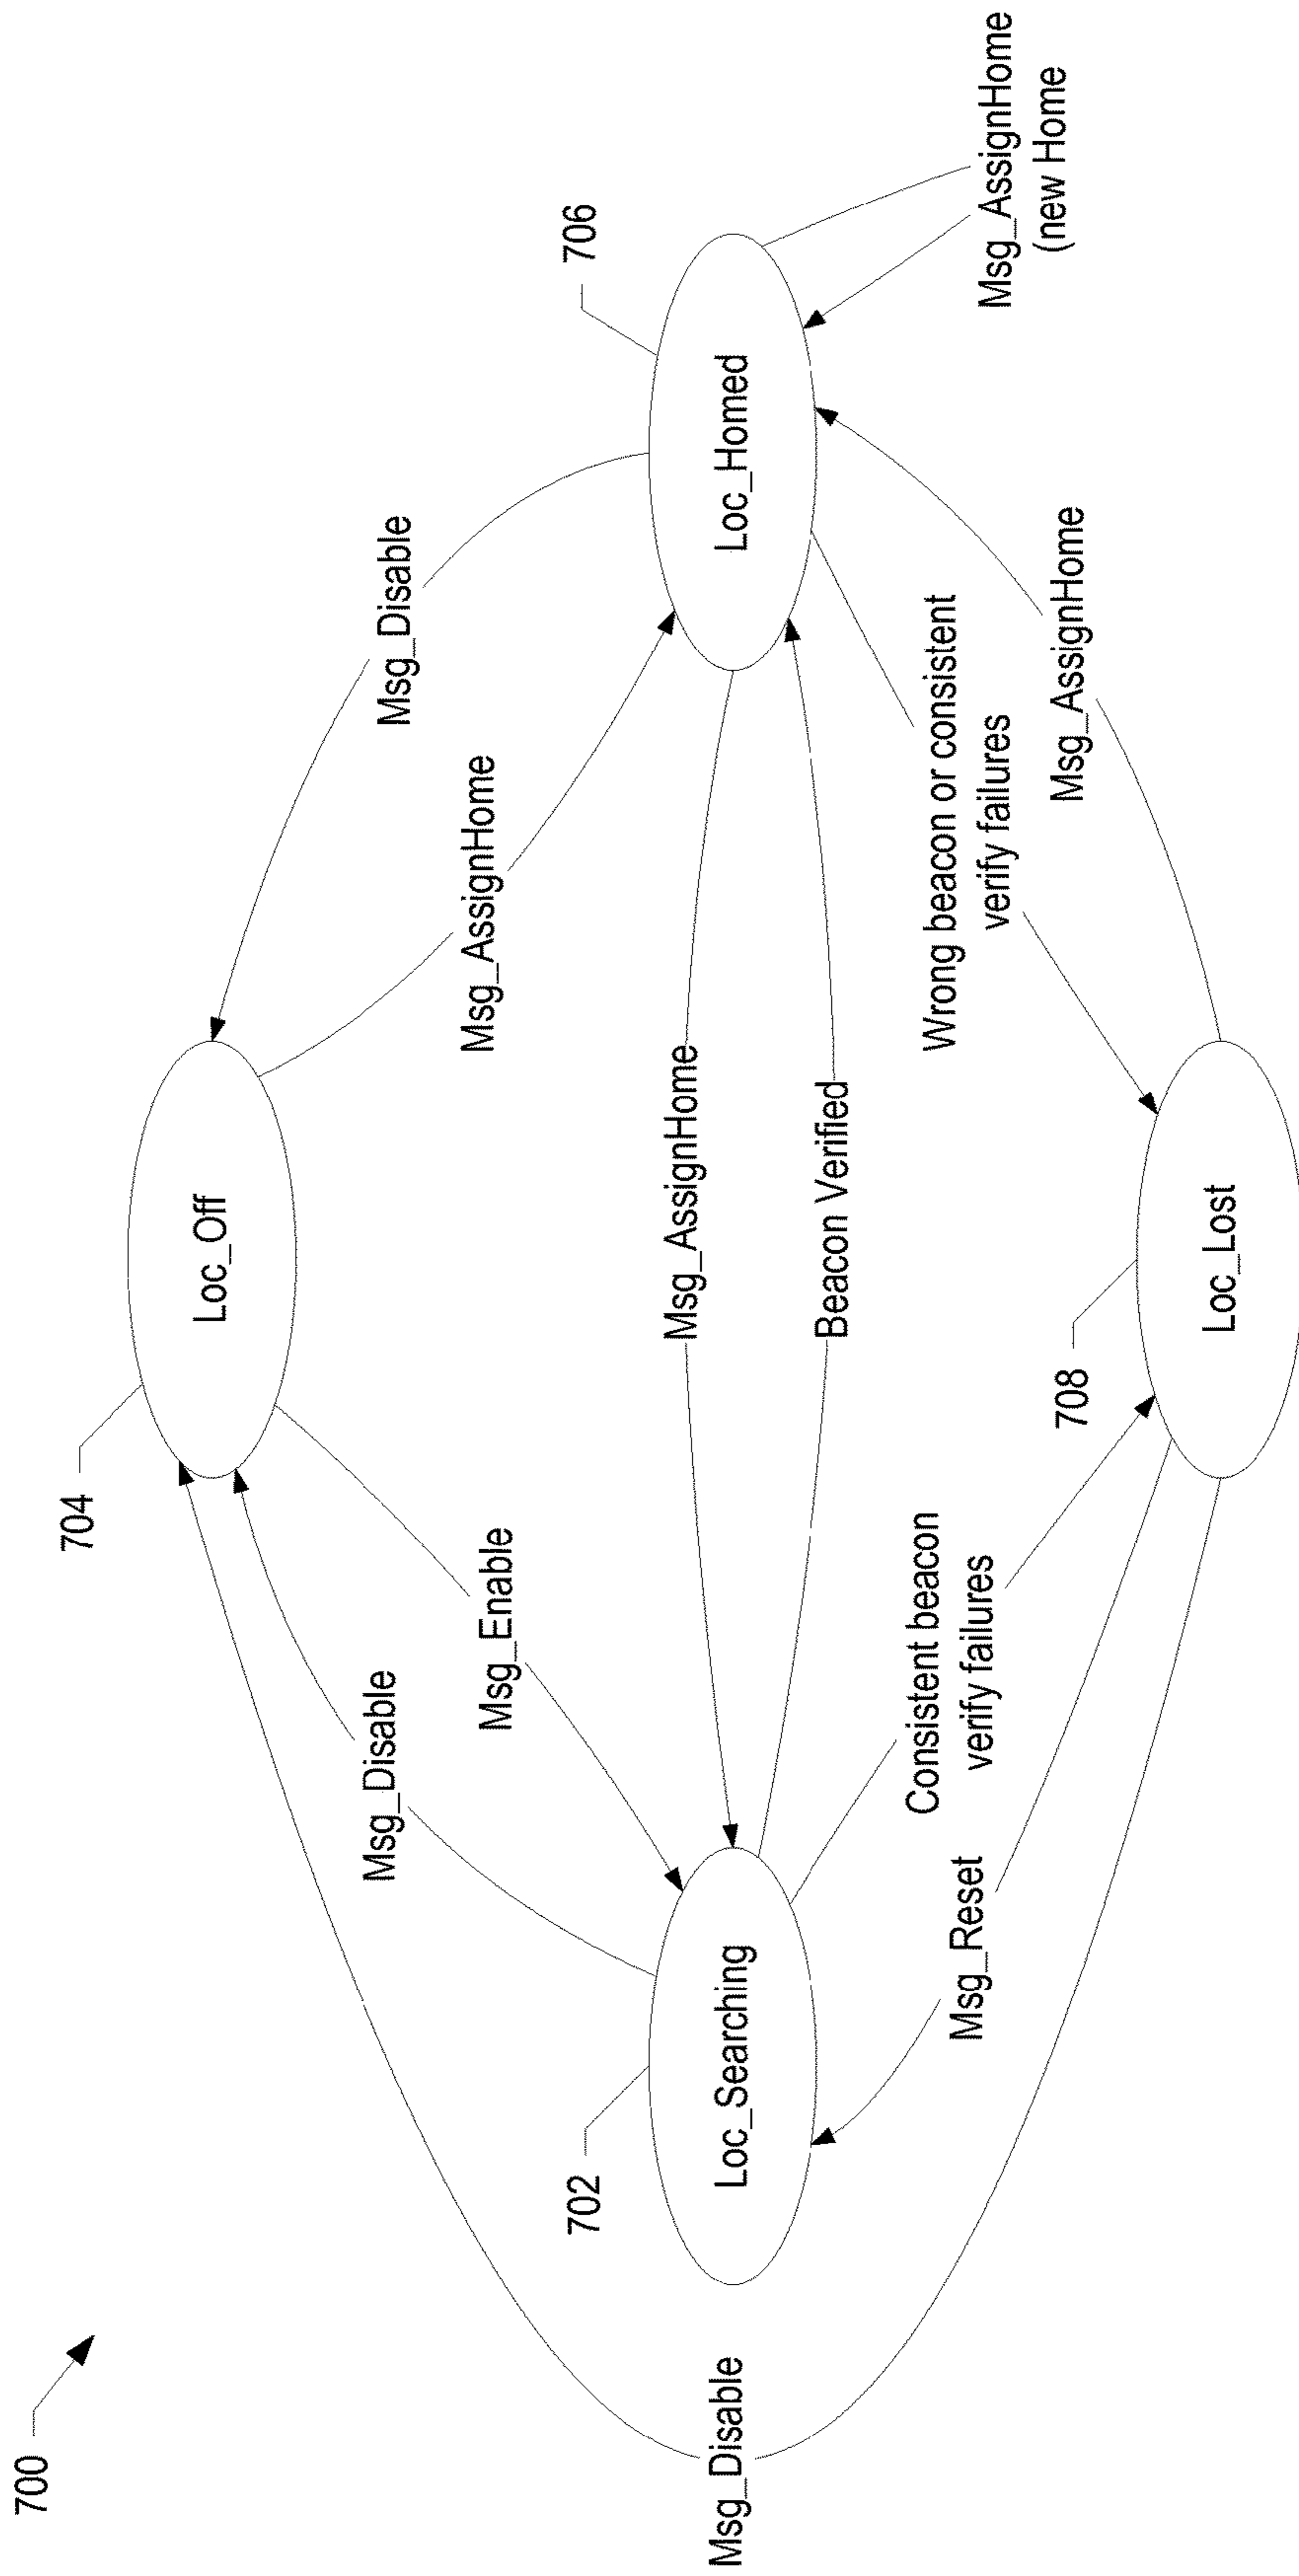 700
704
Loc_Off
Msg_Disable
Msg_Disable
Msg_Enable
Msg_AssignHome
702
706
Msg_AssignHome
Msg_Disable
Loc_Searching
Loc_Homed
Beacon Verified
Consistent beacon
verify failures
Wrong beacon or consistent
verify failures
Msg_Reset
Msg_AssignHome
(new Home
708
Msg_AssignHome
Loc_Lost